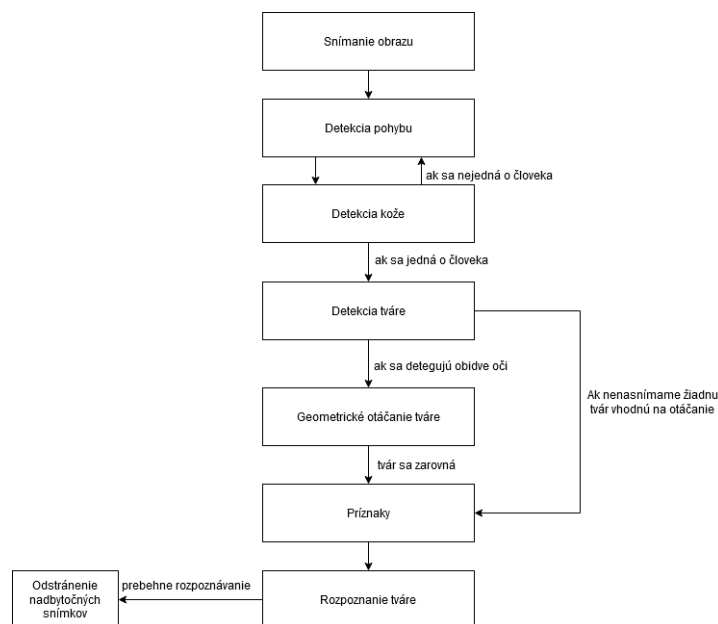 Snímanie obrazu
Detekcia pohybu
ak sa nejedná o človeka
Detekcia kože
ak sa jedná o človeka
Detekcia tváre
ak sa detegujú obidve oči
Ak nenasnímame žiadnu
tvár vhodnú na otáčanie
Geometrické otáčanie tváre
tvár sa zarovná
Príznaky
prebehne rozpoznávanie
Odstránenie
nadbytočných
snímkov
Rozpoznanie tváre